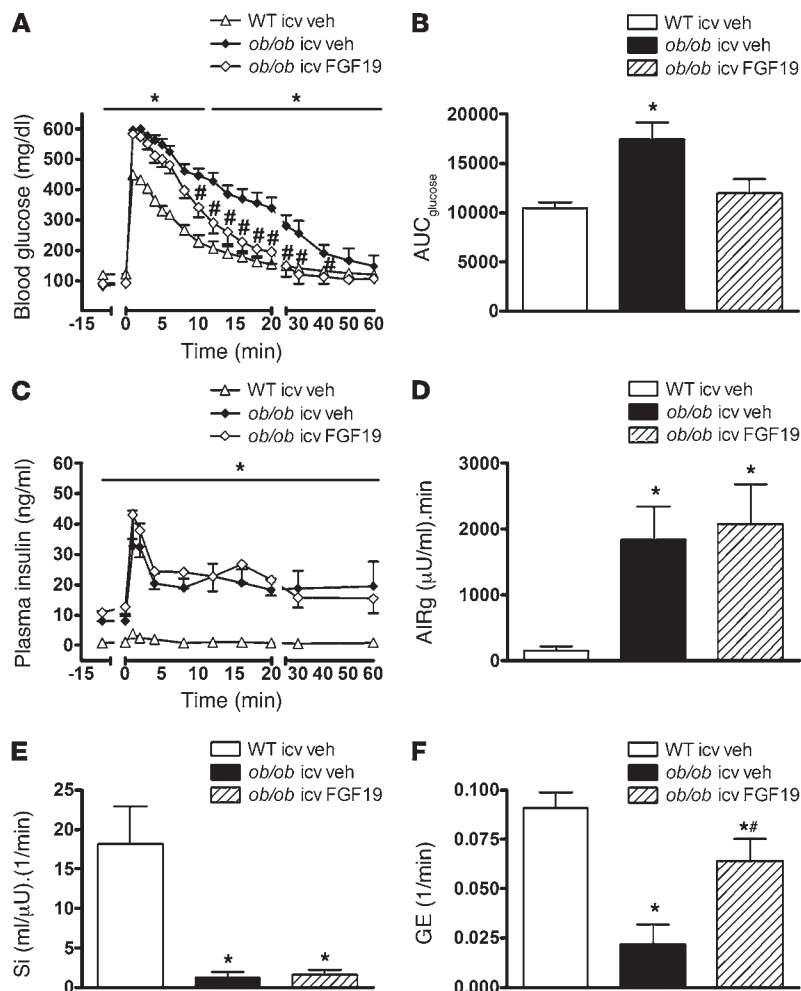 A
WT icv veh
ob/ob icv veh
ob/ob icv FGF19
* *
Blood glucose (mg/dl)
600
500
400
300
200
100
# # # # # # # # #
-15 0 5 10 15 20 30 40 50 60
Time (min)
B
WT icv veh
ob/ob icv veh
ob/ob icv FGF19
AUCglucose
20000
15000
10000
5000
0
*
C
WT icv veh
ob/ob icv veh
ob/ob icv FGF19
*
Plasma insulin (ng/ml)
60
50
40
30
20
10
0
-15 0 5 10 15 20 30 40 50 60
Time (min)
D
WT icv veh
ob/ob icv veh
ob/ob icv FGF19
AIRg (μU/ml).min
3000
2000
1000
0
* *
E
WT icv veh
ob/ob icv veh
ob/ob icv FGF19
Si (ml/μU).(1/min)
25
20
15
10
5
0
* *
F
WT icv veh
ob/ob icv veh
ob/ob icv FGF19
GE (1/min)
0.100
0.075
0.050
0.025
0.000
*
*#